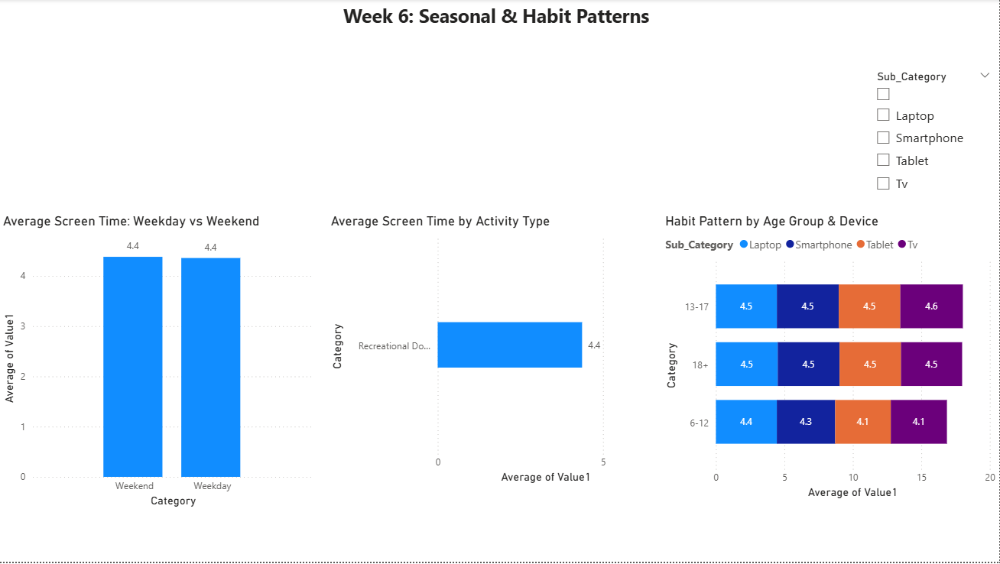 Week 6: Seasonal & Habit Patterns
Sub_Category
Laptop
Smartphone
Tablet
Tv
Average Screen Time: Weekday vs Weekend
Average of Value1
4
3
2
1
0
4.4
4.4
Weekend
Weekday
Category
Average Screen Time by Activity Type
Category
Recreational Do...
4.4
0
5
Average of Value1
Habit Pattern by Age Group & Device
Sub_Category Laptop Smartphone Tablet Tv
Category
13-17 4.5 4.5 4.5 4.6
18+ 4.5 4.5 4.5 4.5
6-12 4.4 4.3 4.1 4.1
0 5 10 15 20
Average of Value1